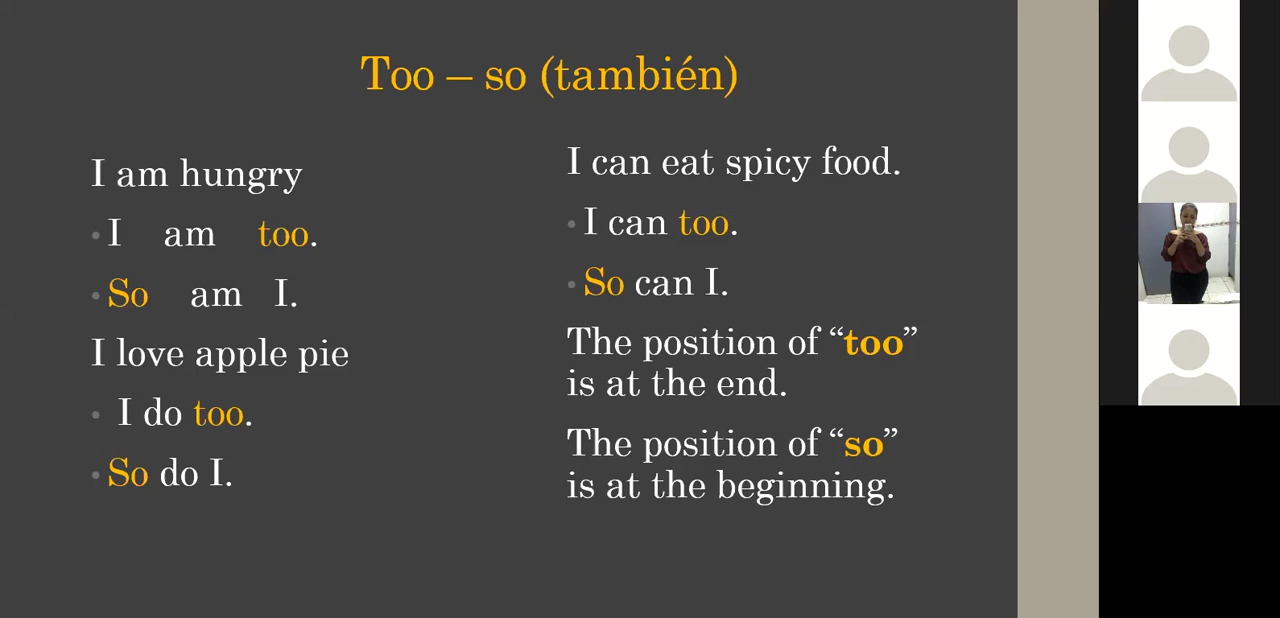 Too – so (también)
I am hungry
• I am too.
• So am I.
I love apple pie
• I do too.
• So do I.
I can eat spicy food.
• I can too.
• So can I.
The position of “too”
is at the end.
The position of “so”
is at the beginning.